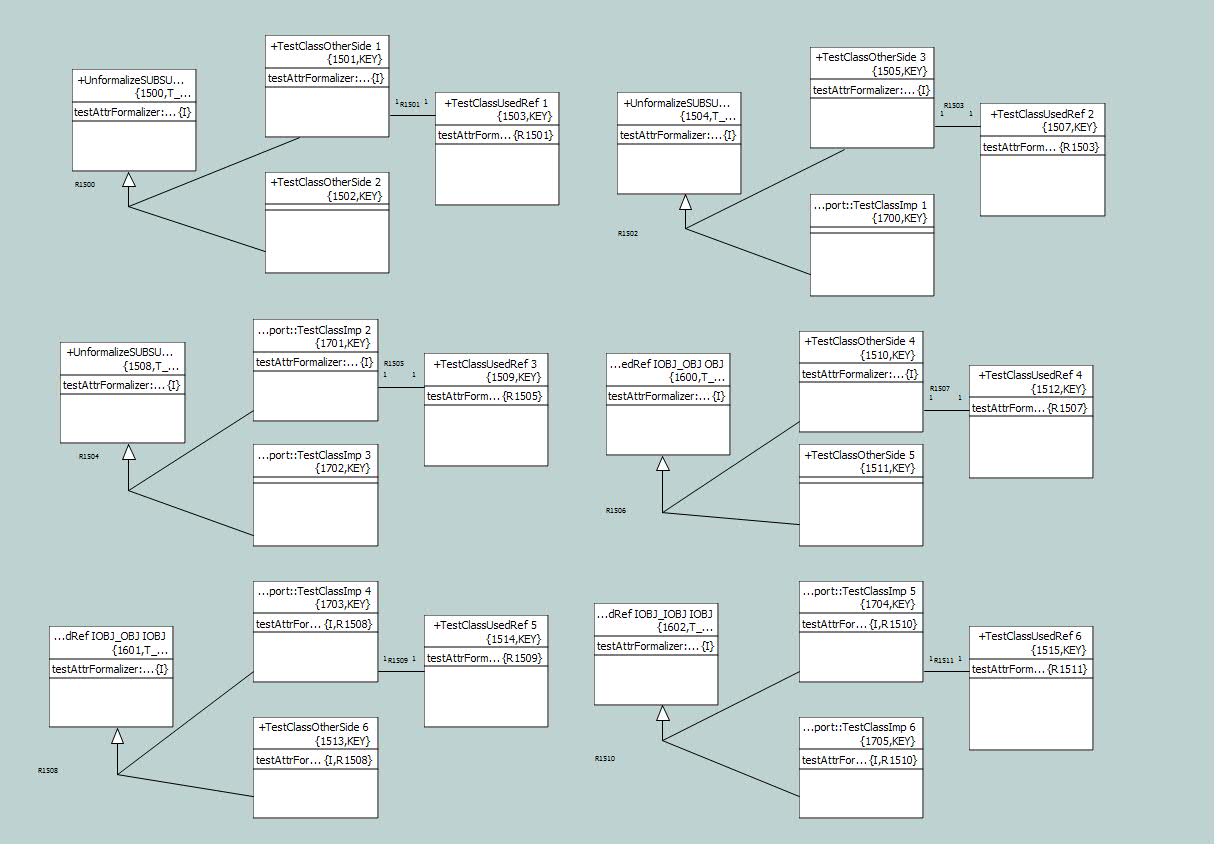 +UnformalizeSUBSU...
{1500,T_...
testAttrFormalizer:...{I}
R1500
+TestClassOtherSide 1
{1501,KEY}
testAttrFormalizer:...{I}
1 R1501 1
+TestClassUsedRef 1
{1503,KEY}
testAttrForm... {R1501}
+TestClassOtherSide 2
{1502,KEY}
+UnformalizeSUBSU...
{1504,T_...
testAttrFormalizer:...{I}
R1502
+TestClassOtherSide 3
{1505,KEY}
testAttrFormalizer:...{I}
R1503
1 1
+TestClassUsedRef 2
{1507,KEY}
testAttrForm... {R1503}
...port::TestClassImp 1
{1700,KEY}
+UnformalizeSUBSU...
{1508,T_...
testAttrFormalizer:...{I}
R1504
...port::TestClassImp 2
{1701,KEY}
testAttrFormalizer:...{I}
R1505
1 1
+TestClassUsedRef 3
{1509,KEY}
testAttrForm... {R1505}
...port::TestClassImp 3
{1702,KEY}
...edRef IOBJ_OBJ OBJ
{1600,T_...
testAttrFormalizer:...{I}
R1506
+TestClassOtherSide 4
{1510,KEY}
testAttrFormalizer:...{I}
R1507
1 1
+TestClassUsedRef 4
{1512,KEY}
testAttrForm... {R1507}
+TestClassOtherSide 5
{1511,KEY}
...dRef IOBJ_OBJ IOBJ
{1601,T_...
testAttrFormalizer:...{I}
R1508
...port::TestClassImp 4
{1703,KEY}
testAttrFor... {I,R1508}
1 R1509 1
+TestClassUsedRef 5
{1514,KEY}
testAttrForm... {R1509}
+TestClassOtherSide 6
{1513,KEY}
testAttrFor... {I,R1508}
...dRef IOBJ_IOBJ IOBJ
{1602,T_...
testAttrFormalizer:...{I}
R1510
...port::TestClassImp 5
{1704,KEY}
testAttrFor... {I,R1510}
1 R1511 1
+TestClassUsedRef 6
{1515,KEY}
testAttrForm... {R1511}
...port::TestClassImp 6
{1705,KEY}
testAttrFor... {I,R1510}